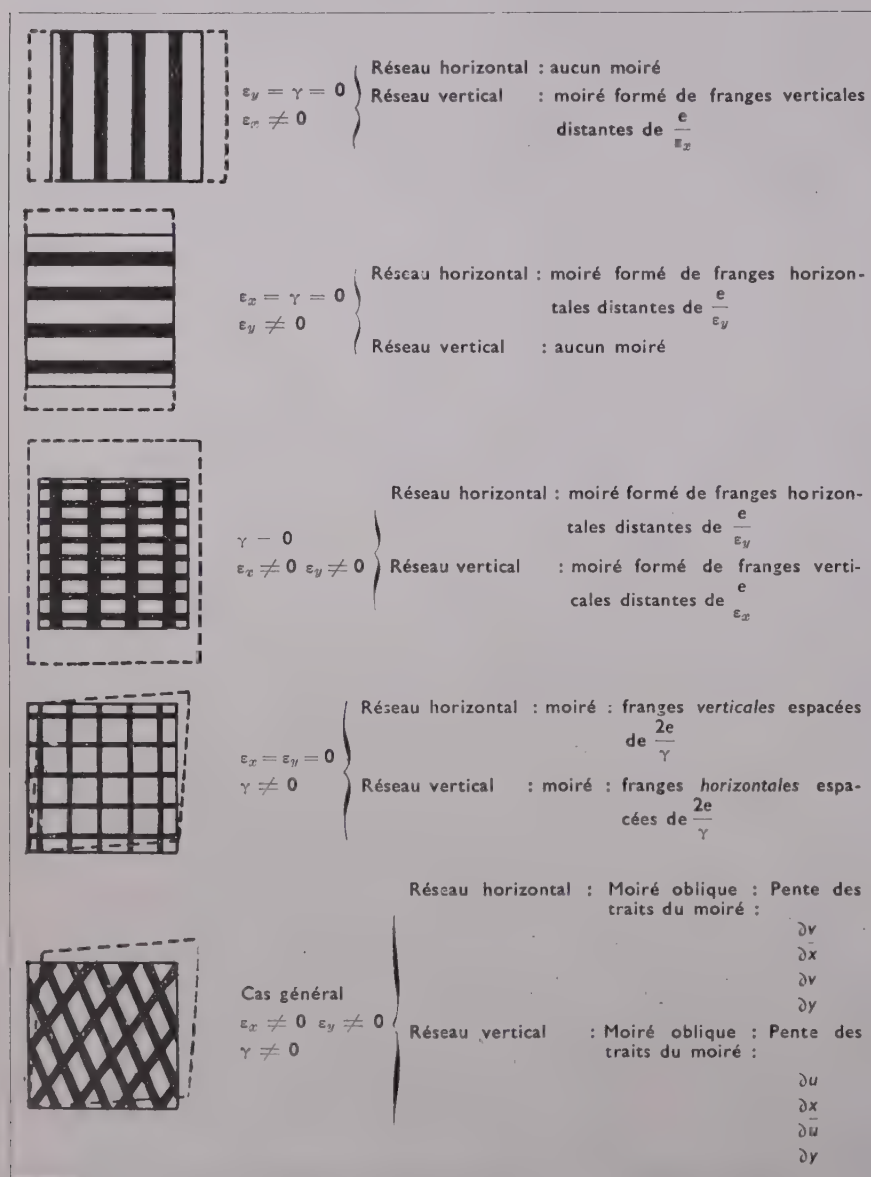 εy = γ = 0
εx ≠ 0
Réseau horizontal : aucun moiré
Réseau vertical : moiré formé de franges verticales
distantes de e/εx
εx = γ = 0
εy ≠ 0
Réseau horizontal : moiré formé de franges horizon-
tales distantes de e/εy
Réseau vertical : aucun moiré
γ – 0
εx ≠ 0 εy ≠ 0
Réseau horizontal : moiré formé de franges horizon-
tales distantes de e/εy
Réseau vertical : moiré formé de franges verti-
cales distantes de e/εx
εx = εy = 0
γ ≠ 0
Réseau horizontal : moiré : franges verticales espacées
de 2e/γ
Réseau vertical : moiré : franges horizontales espa-
cées de 2e/γ
Cas général
εx ≠ 0 εy ≠ 0
γ ≠ 0
Réseau horizontal : Moiré oblique : Pente des
traits du moiré :
∂v
∂x
∂v
∂y
Réseau vertical : Moiré oblique : Pente des
traits du moiré :
∂u
∂x
∂u
∂y